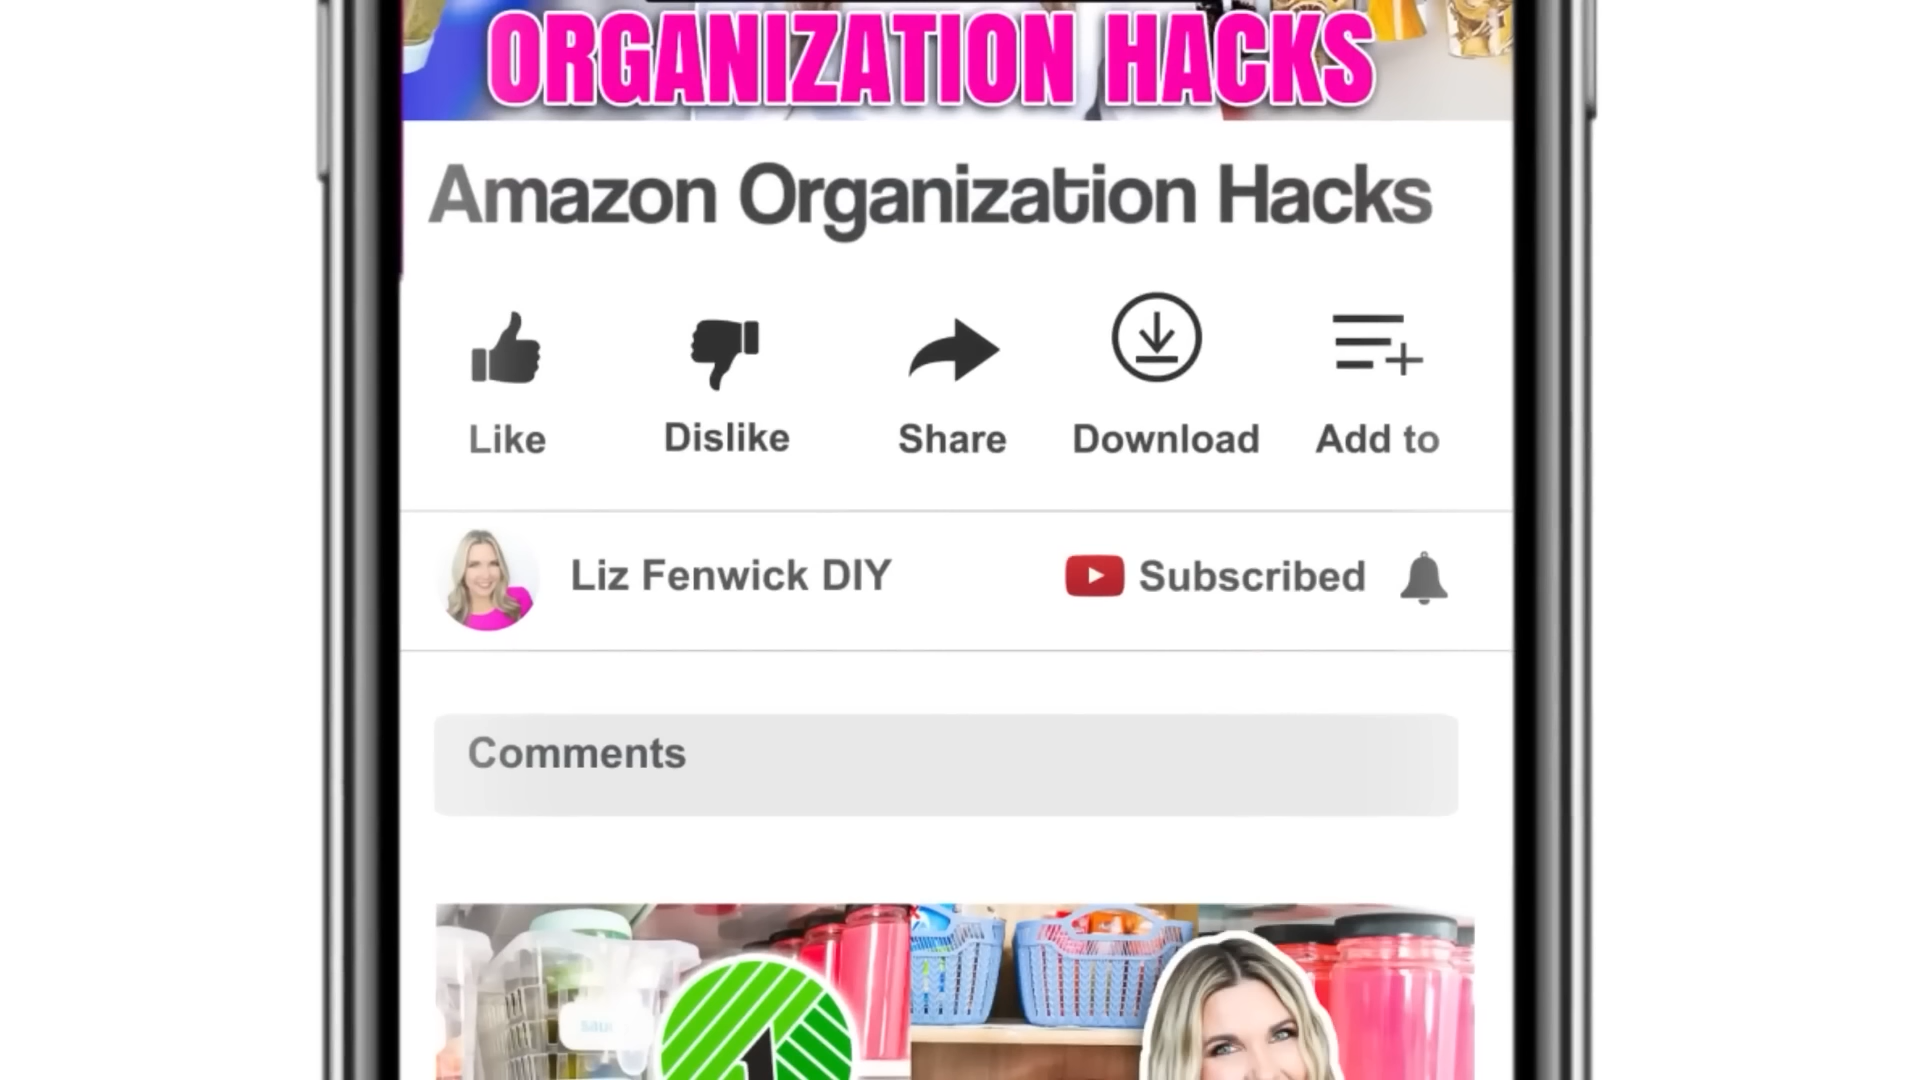 ORGANIZATION HACKS
Amazon Organization Hacks
Like
Dislike
Share
Download
Add to
Liz Fenwick DIY
Subscribed
Comments